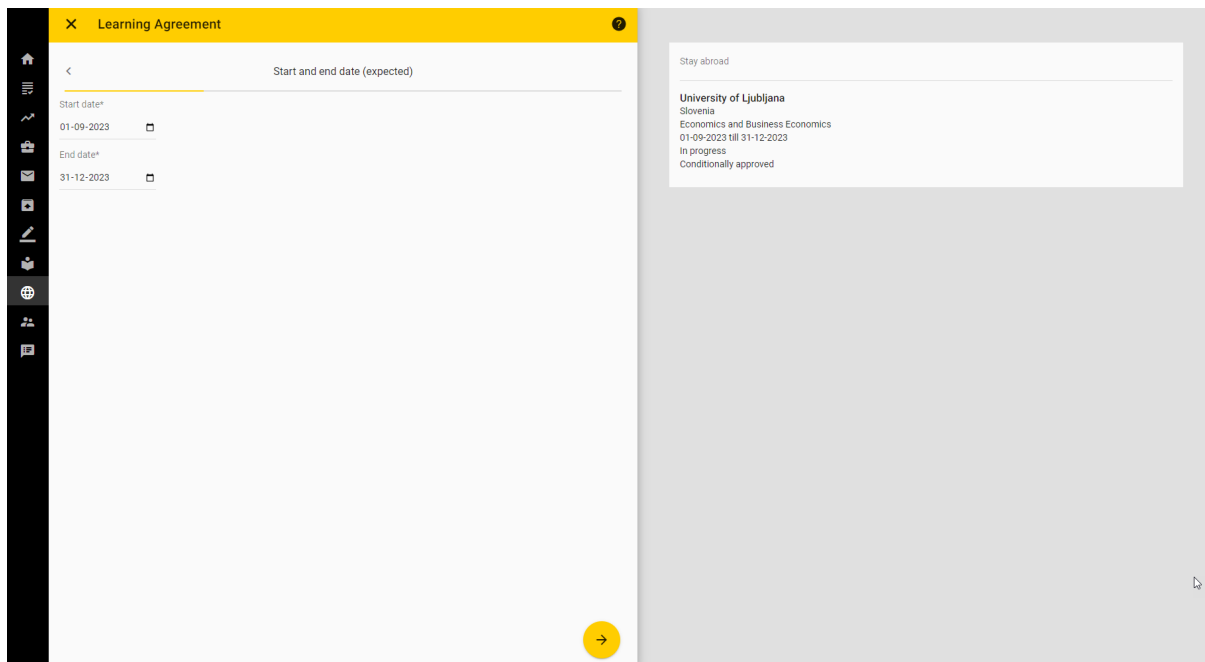 Learning Agreement
Start and end date (expected)
Start date*
01-09-2023
End date*
31-12-2023
Stay abroad
University of Ljubljana
Slovenia
Economics and Business Economics
01-09-2023 till 31-12-2023
In progress
Conditionally approved